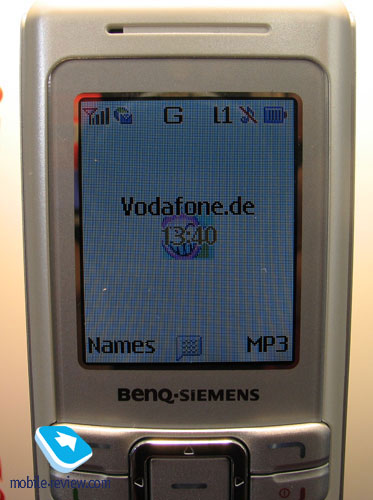 G L1
Vodafone.de
13:40
Names MP3
BenQ-SIEMENS
mobile-review.com